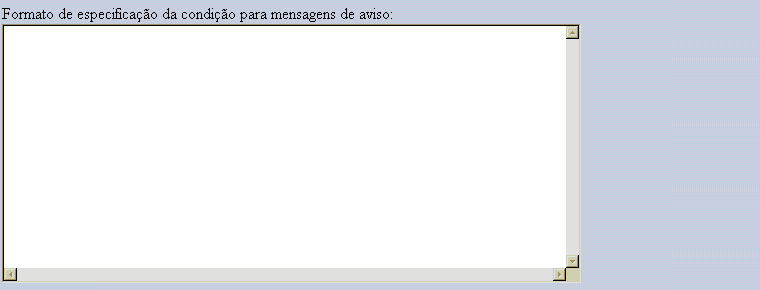 Formato de especificação da condição para mensagens de aviso: